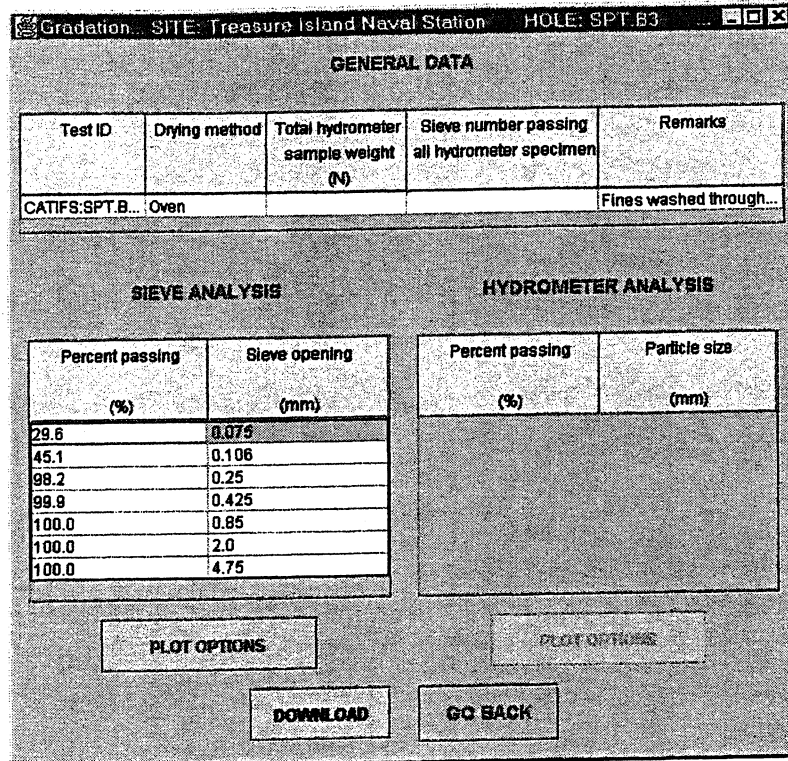 Gradation... SITE: Treasure Island Naval Station HOLE: SPT.B3 ...
GENERAL DATA
Test ID Drying method Total hydrometer sample weight (N) Sieve number passing all hydrometer specimen Remarks
CATIFS:SPT.B... Oven Fines washed through...
SIEVE ANALYSIS
Percent passing (%) Sieve opening (mm)
29.6 0.075
45.1 0.106
98.2 0.25
99.9 0.425
100.0 0.85
100.0 2.0
100.0 4.75
PLOT OPTIONS
HYDROMETER ANALYSIS
Percent passing (%) Particle size (mm)
PLOT OPTIONS
DOWNLOAD GO BACK